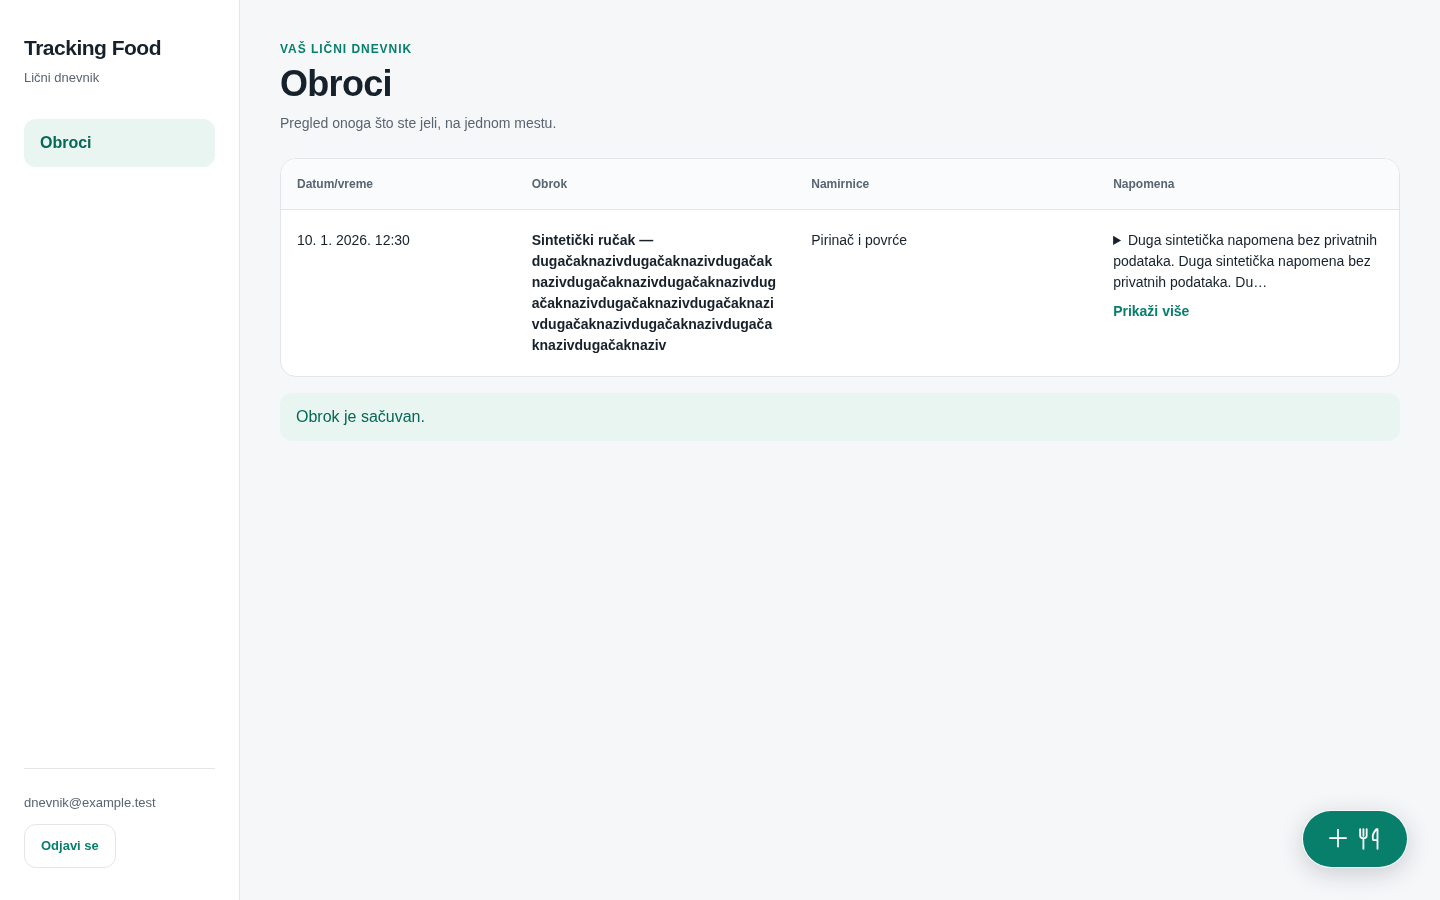 Tracking Food
Lični dnevnik
Obroci
dnevnik@example.test
Odjavi se
VAŠ LIČNI DNEVNIK
Obroci
Pregled onoga što ste jeli, na jednom mestu.
Datum/vreme
Obrok
Namirnice
Napomena
10. 1. 2026. 12:30
Sintetički ručak —
dugačaknazivdugačaknazivdugačak
nazivdugačaknazivdugačaknazivdug
ačaknazivdugačaknazivdugačaknazi
vdugačaknazivdugačaknazivdugača
knazivdugačaknaziv
Pirinač i povrće
Duga sintetička napomena bez privatnih
podataka. Duga sintetička napomena bez
privatnih podataka. Du…
Prikaži više
Obrok je sačuvan.